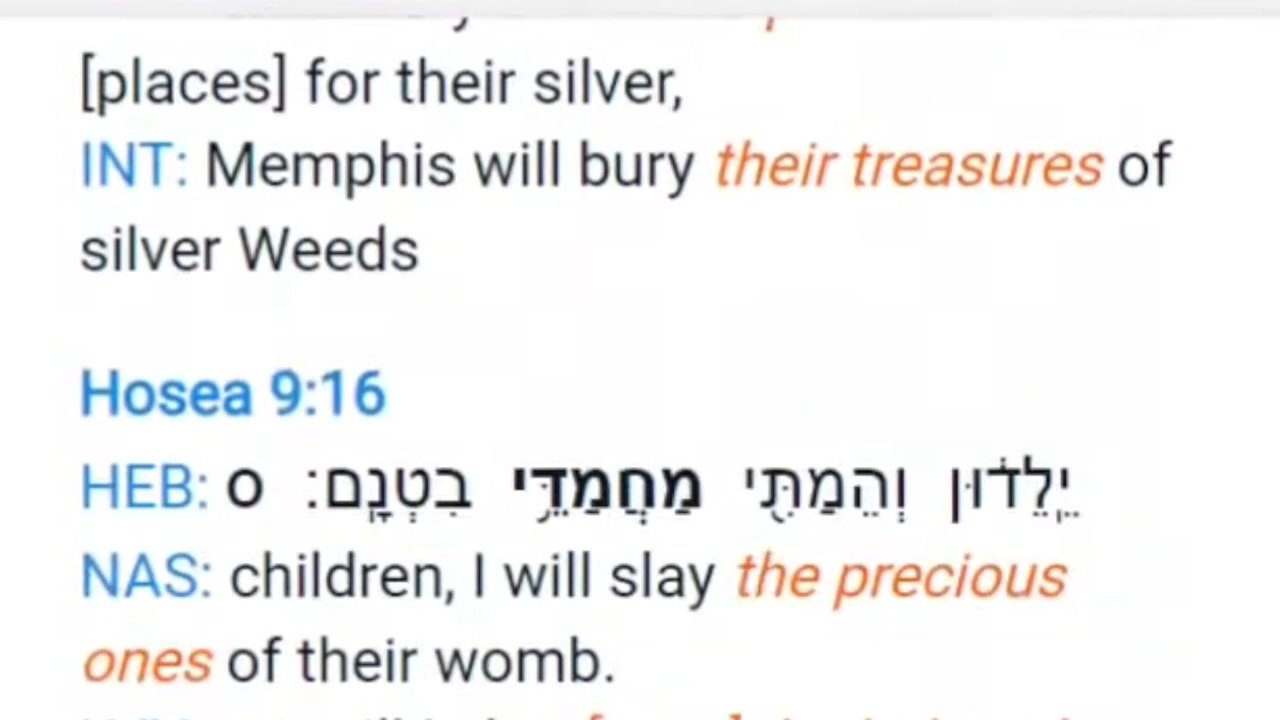 [places] for their silver,
INT: Memphis will bury their treasures of
silver Weeds
Hosea 9:16
HEB: יֵֽלֵד֔וּן וְהֵמַתִּ֖י מַחֲמַדֵּ֥י בִטְנָֽם׃ ס
NAS: children, I will slay the precious
ones of their womb.